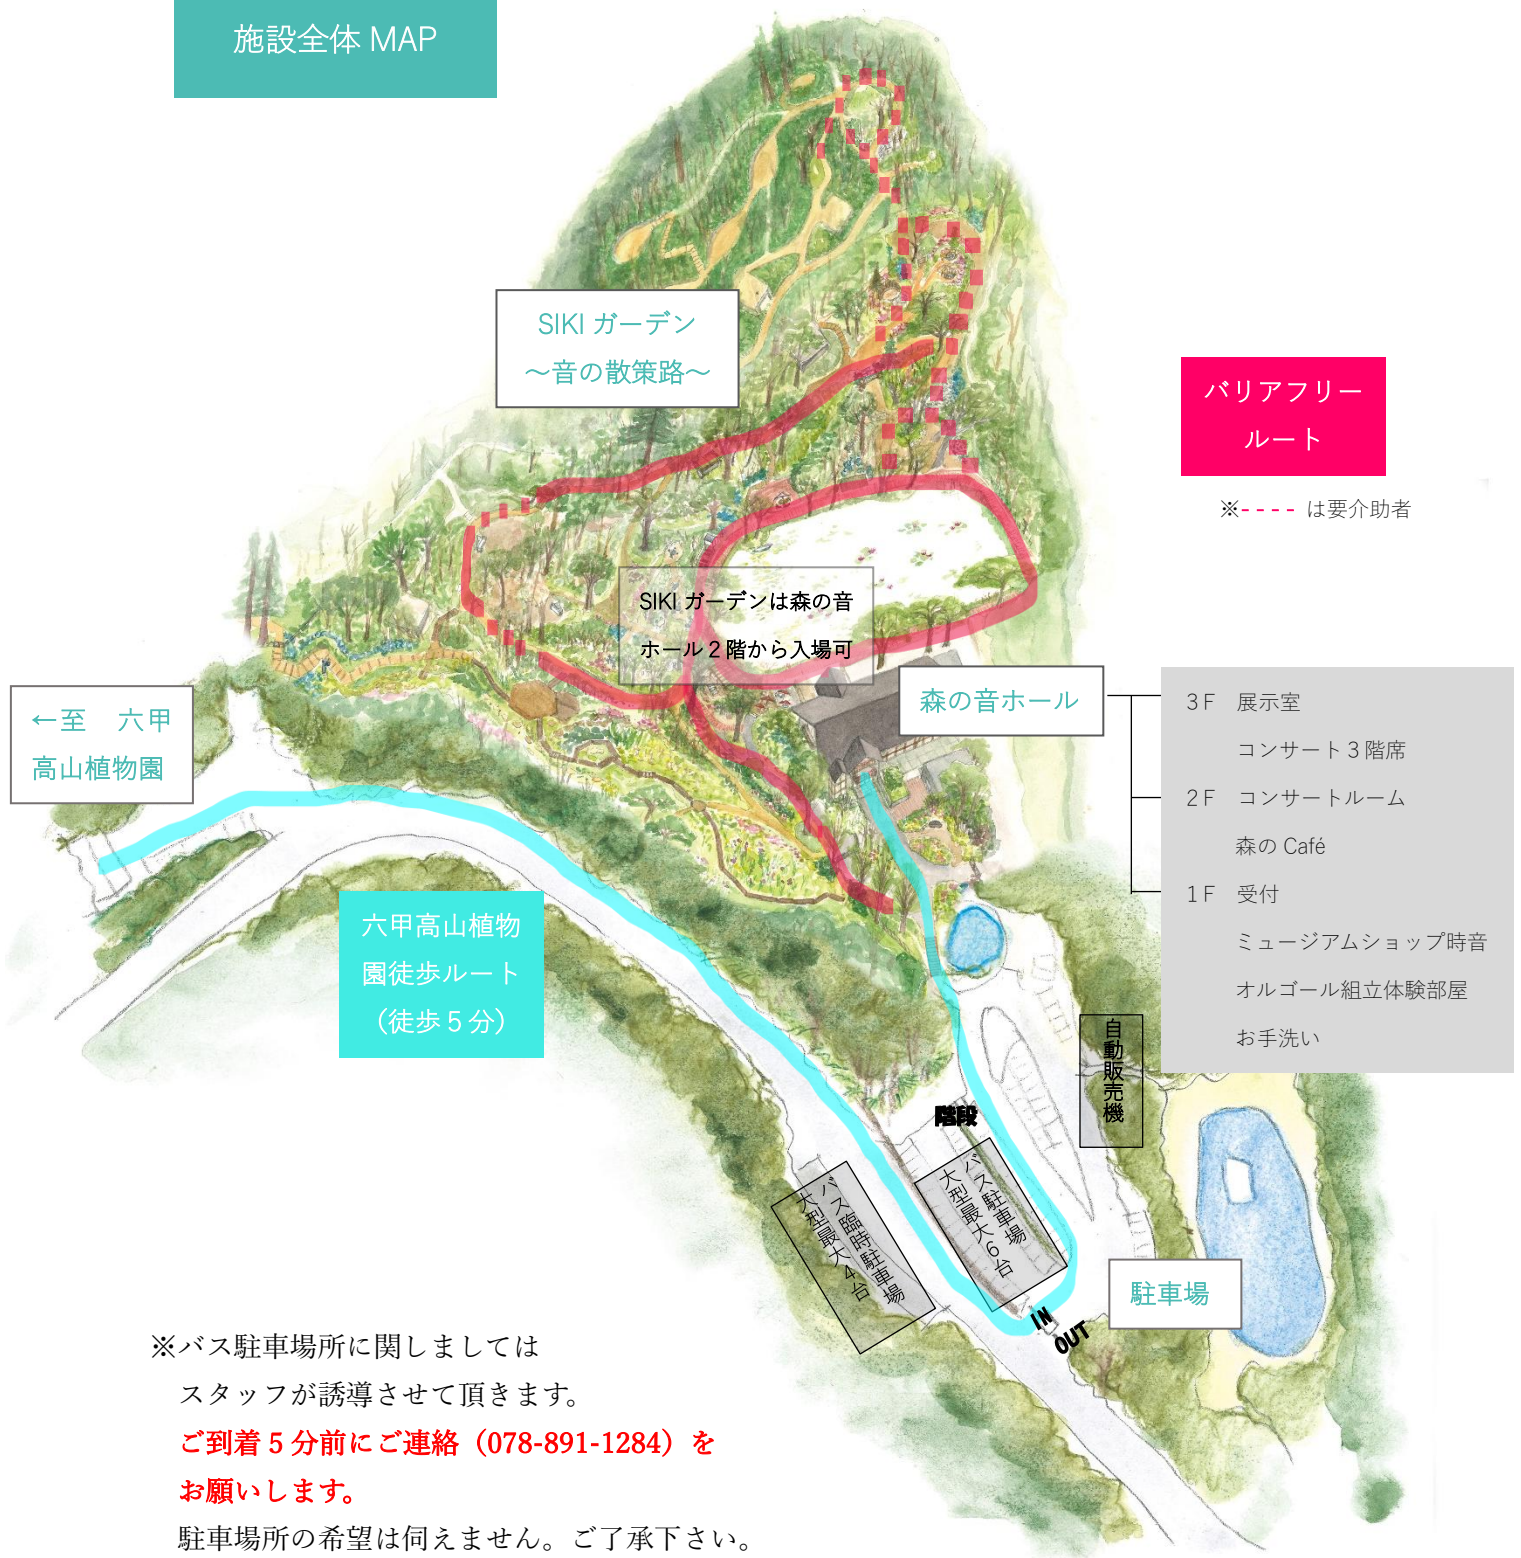 施設全体 MAP
SIKI ガーデン
～音の散策路～
バリアフリー
ルート
※- - - - は要介助者
SIKI ガーデンは森の音
ホール２階から入場可
←至　六甲
高山植物園
森の音ホール
３F　展示室
コンサート３階席
２F　コンサートルーム
森の Café
１F　受付
ミュージアムショップ時音
オルゴール組立体験部屋
お手洗い
六甲高山植物
園徒歩ルート
（徒歩５分）
自動販売機
階段
バス駐車場
大型最大６台
バス臨時駐車場
大型最大４台
駐車場
IN
OUT
※バス駐車場所に関しましては
スタッフが誘導させて頂きます。
ご到着５分前にご連絡（078-891-1284）を
お願いします。
駐車場所の希望は伺えません。ご了承下さい。